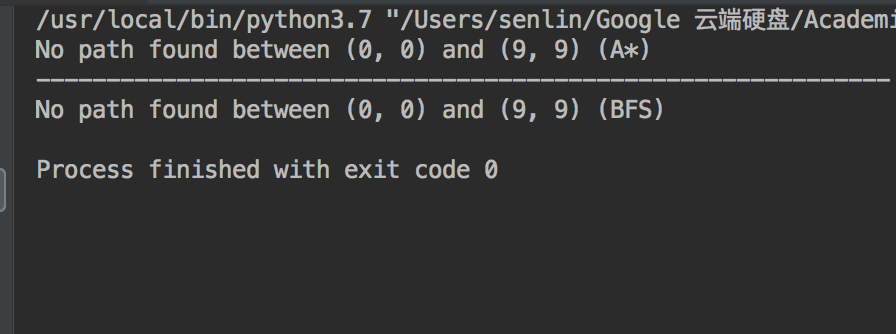 /usr/local/bin/python3.7 "/Users/senlin/Google 云端硬盘/Academi
No path found between (0, 0) and (9, 9) (A*)
-------------------------------------------------------------
No path found between (0, 0) and (9, 9) (BFS)
Process finished with exit code 0